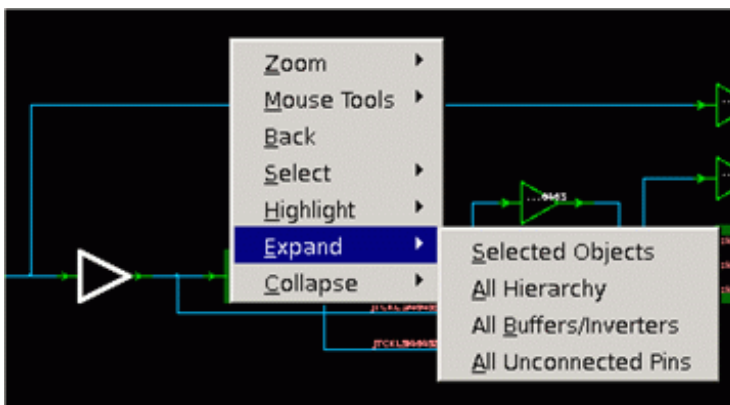 Zoom
Mouse Tools
Back
Select
Highlight
Expand
Collapse
Selected Objects
All Hierarchy
All Buffers/Inverters
All Unconnected Pins